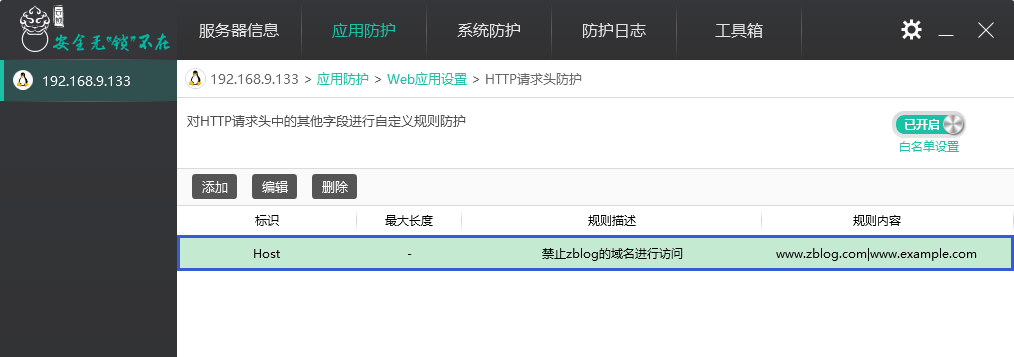 云锁
安全无"锁"不在
服务器信息 应用防护 系统防护 防护日志 工具箱
192.168.9.133
192.168.9.133 > 应用防护 > Web应用设置 > HTTP请求头防护
对HTTP请求头中的其他字段进行自定义规则防护
已开启
白名单设置
添加 编辑 删除
标识 最大长度 规则描述 规则内容
Host - 禁止zblog的域名进行访问 www.zblog.com|www.example.com